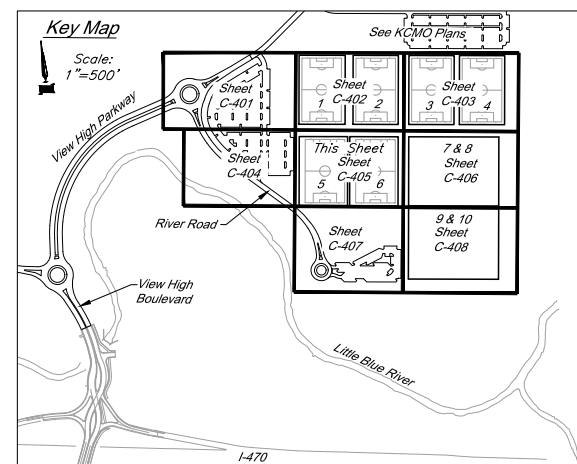 Key Map
Scale:
1"=500'
See KCMO Plans
Sheet
C-401
Sheet
C-402
1
2
Sheet
C-403
3
4
View High Parkway
Sheet
C-404
This Sheet
Sheet
C-405
5
6
7 & 8
Sheet
C-406
River Road
Sheet
C-407
9 & 10
Sheet
C-408
View High
Boulevard
Little Blue River
I-470